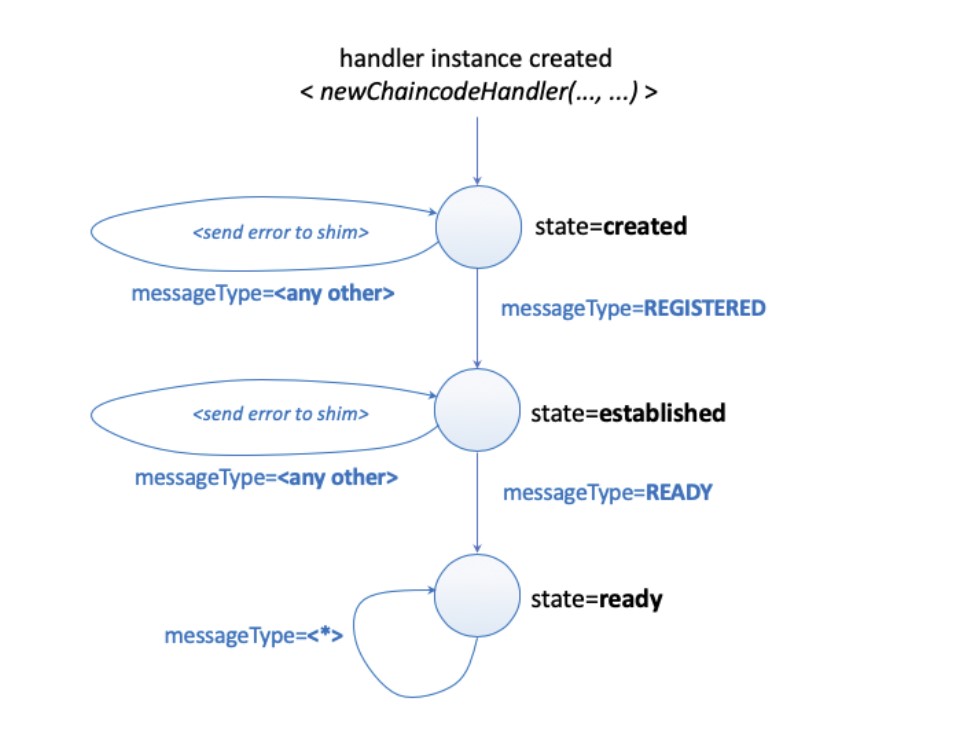 handler instance created
< newChaincodeHandler(..., ...) >
<send error to shim>
state=created
messageType=<any other>
messageType=REGISTERED
<send error to shim>
state=established
messageType=<any other>
messageType=READY
state=ready
messageType=<*>